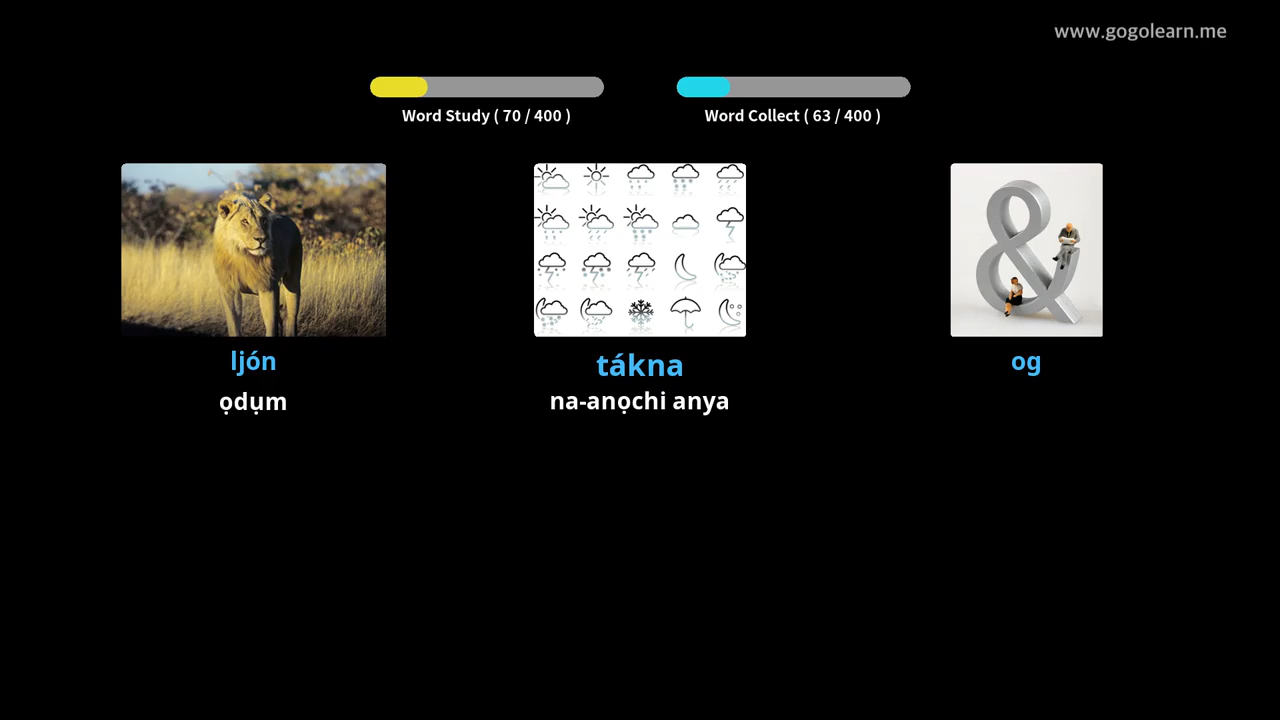 www.gogolearn.me
Word Study ( 70 / 400 )
Word Collect ( 63 / 400 )
ljón
tákna
og
ọdụm
na-anọchi anya